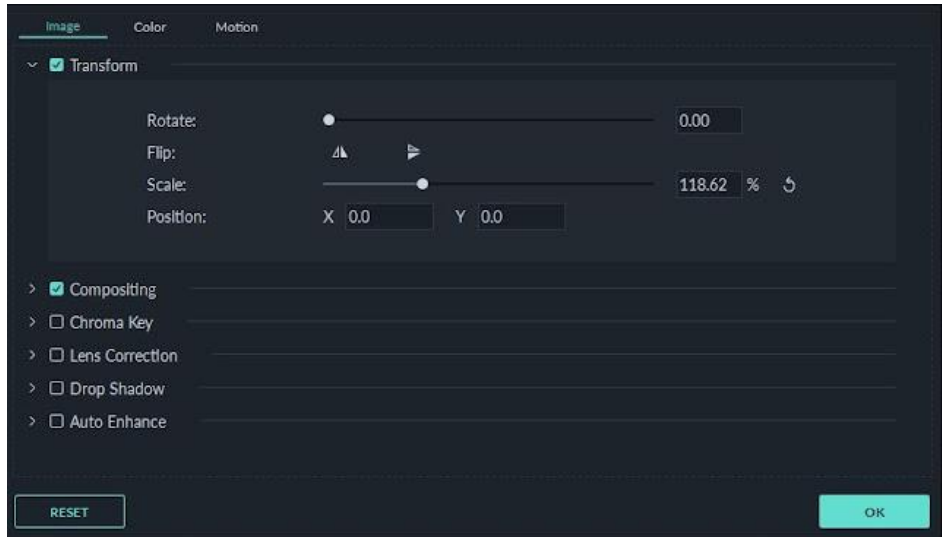 Image Color Motion
Transform
Rotate: 0.00
Flip:
Scale: 118.62 %
Position: X 0.0 Y 0.0
Compositing
Chroma Key
Lens Correction
Drop Shadow
Auto Enhance
RESET OK